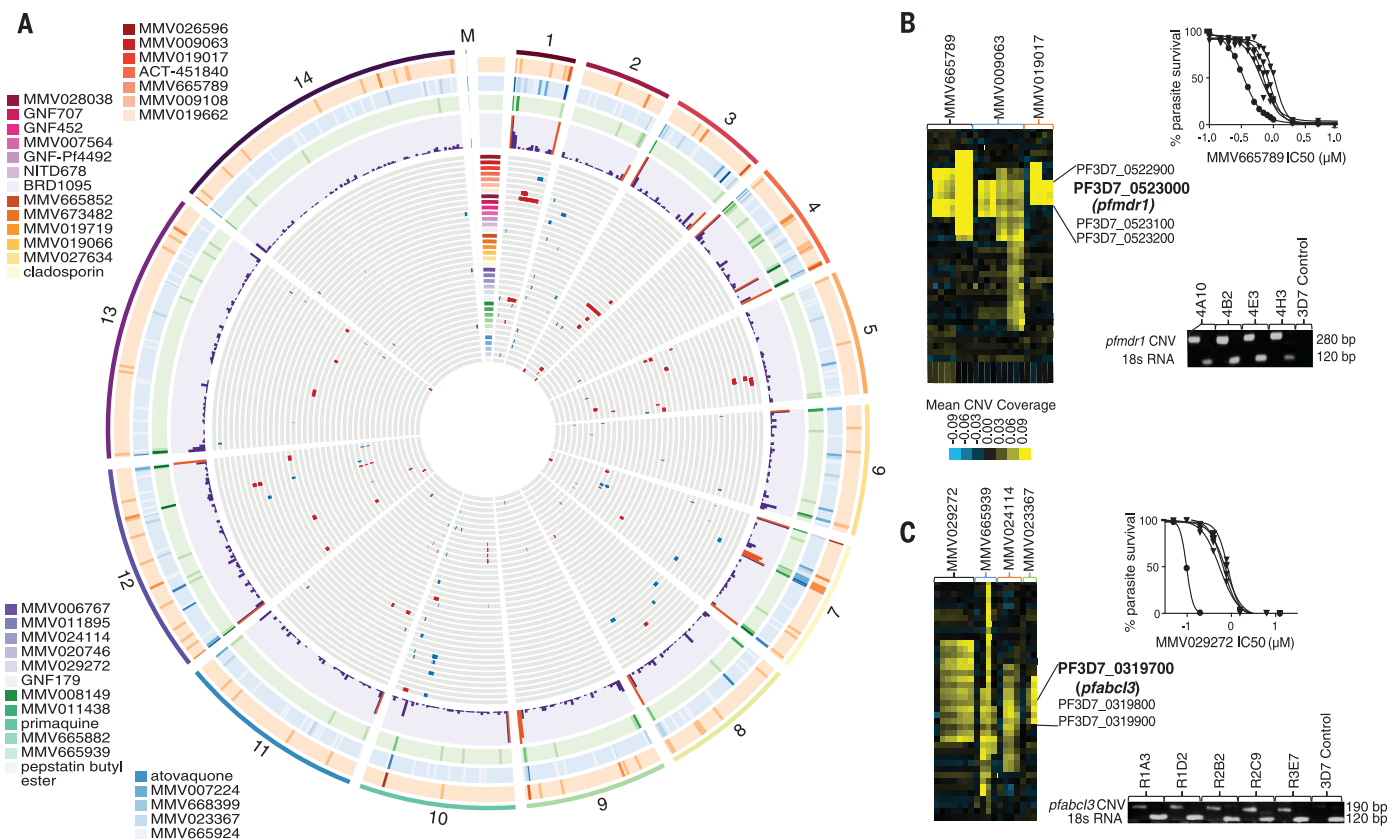 A
MMV026596
MMV009063
MMV019017
ACT-451840
MMV665789
MMV009108
MMV019662
MMV028038
GNF707
GNF452
MMV007564
GNF-Pf4492
NITD678
BRD1095
MMV665852
MMV673482
MMV019719
MMV019066
MMV027634
cladosporin
M
1
2
3
4
5
6
7
8
9
10
11
12
13
14
MMV006767
MMV011895
MMV024114
MMV020746
MMV029272
GNF179
MMV008149
MMV011438
primaquine
MMV665882
MMV665939
pepstatin butyl
ester
atovaquone
MMV007224
MMV668399
MMV023367
MMV665924
B
MMV665789
MMV009063
MMV019017
PF3D7_0522900
PF3D7_0523000
(pfmdr1)
PF3D7_0523100
PF3D7_0523200
Mean CNV Coverage
-0.09
-0.06
-0.03
0.00
0.03
0.06
0.09
% parasite survival
100
50
0
-1.0
-0.5
0.0
0.5
1.0
MMV665789 IC50 (µM)
4A10
4B2
4E3
4H3
3D7 Control
pfmdr1 CNV
280 bp
18s RNA
120 bp
C
MMV029272
MMV665939
MMV024114
MMV023367
PF3D7_0319700
(pfabcl3)
PF3D7_0319800
PF3D7_0319900
% parasite survival
100
50
0
-1
0
1
MMV029272 IC50 (µM)
R1A3
R1D2
R2B2
R2C9
R3E7
3D7 Control
pfabcl3 CNV
190 bp
18s RNA
120 bp